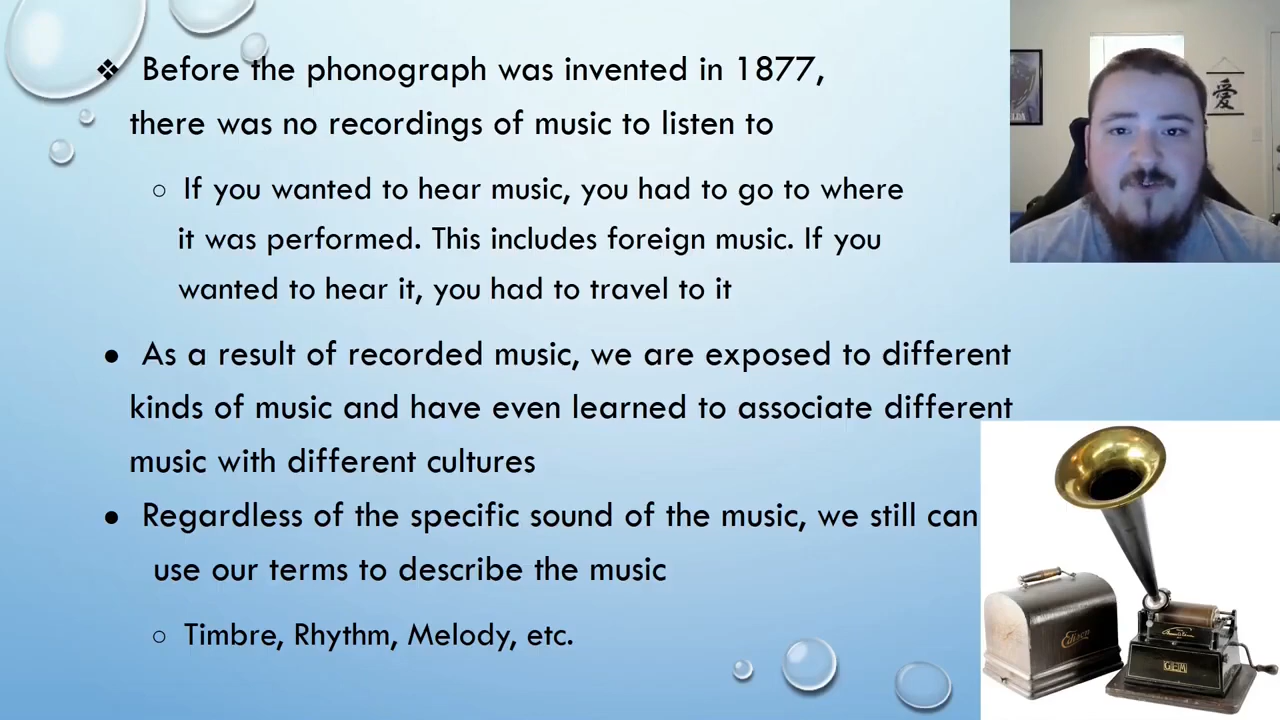 ❖ Before the phonograph was invented in 1877,
there was no recordings of music to listen to
○ If you wanted to hear music, you had to go to where
it was performed. This includes foreign music. If you
wanted to hear it, you had to travel to it
● As a result of recorded music, we are exposed to different
kinds of music and have even learned to associate different
music with different cultures
● Regardless of the specific sound of the music, we still can
use our terms to describe the music
○ Timbre, Rhythm, Melody, etc.
愛
Edison
GEM